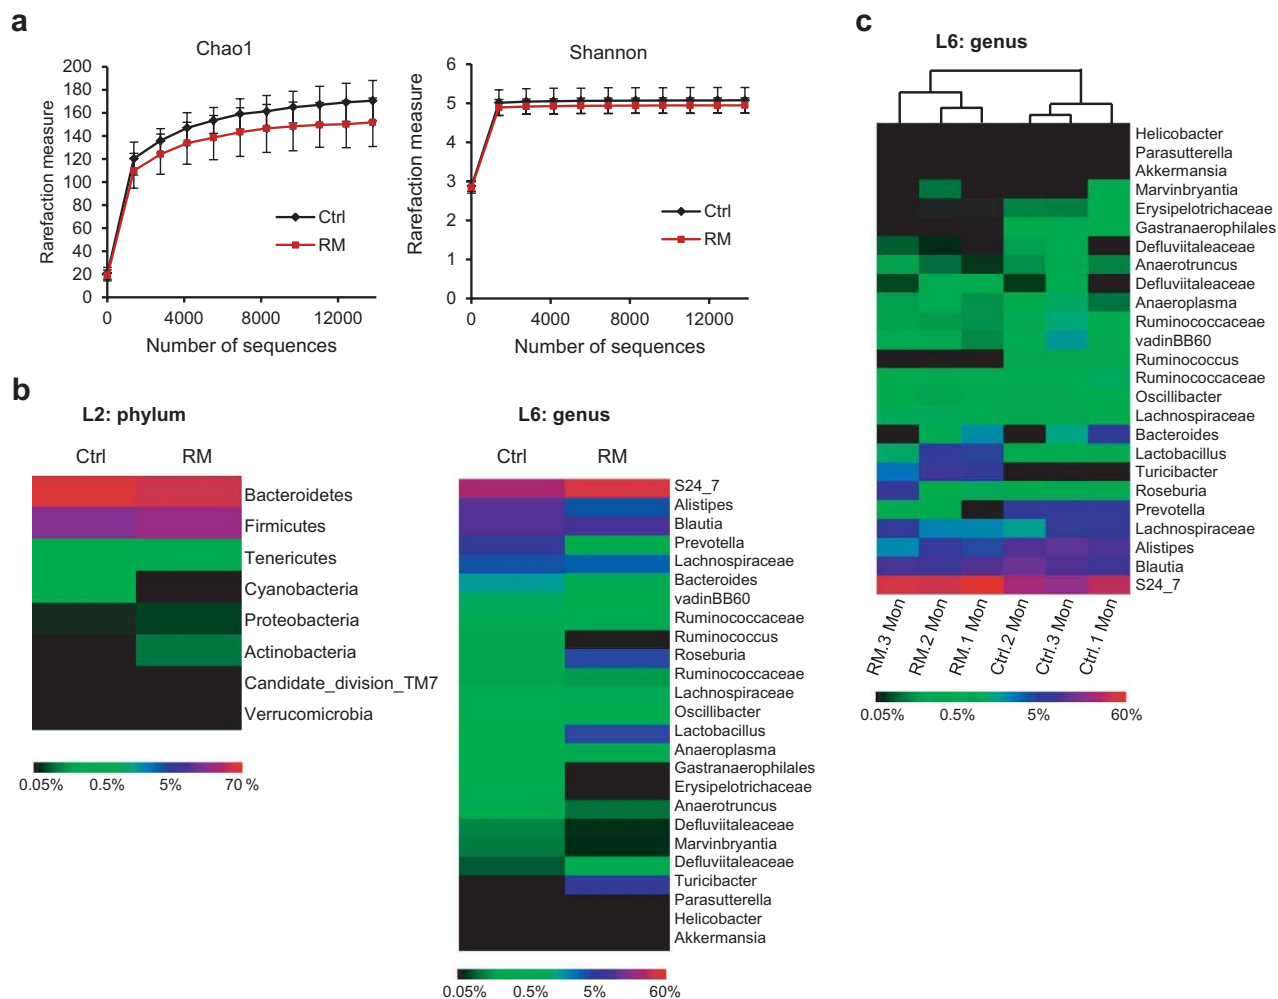 a
Chao1
Rarefaction measure
200
180
160
140
120
100
80
60
40
20
0
0 4000 8000 12000
Number of sequences
Ctrl
RM
Shannon
Rarefaction measure
6
5
4
3
2
1
0
0 4000 8000 12000
Number of sequences
Ctrl
RM
b
L2: phylum
Ctrl RM
Bacteroidetes
Firmicutes
Tenericutes
Cyanobacteria
Proteobacteria
Actinobacteria
Candidate_division_TM7
Verrucomicrobia
0.05% 0.5% 5% 70 %
L6: genus
Ctrl RM
S24_7
Alistipes
Blautia
Prevotella
Lachnospiraceae
Bacteroides
vadinBB60
Ruminococcaceae
Ruminococcus
Roseburia
Ruminococcaceae
Lachnospiraceae
Oscillibacter
Lactobacillus
Anaeroplasma
Gastranaerophilales
Erysipelotrichaceae
Anaerotruncus
Defluviitaleaceae
Marvinbryantia
Defluviitaleaceae
Turicibacter
Parasutterella
Helicobacter
Akkermansia
0.05% 0.5% 5% 60%
c
L6: genus
Helicobacter
Parasutterella
Akkermansia
Marvinbryantia
Erysipelotrichaceae
Gastranaerophilales
Defluviitaleaceae
Anaerotruncus
Defluviitaleaceae
Anaeroplasma
Ruminococcaceae
vadinBB60
Ruminococcus
Ruminococcaceae
Oscillibacter
Lachnospiraceae
Bacteroides
Lactobacillus
Turicibacter
Roseburia
Prevotella
Lachnospiraceae
Alistipes
Blautia
S24_7
RM.3 Mon
RM.2 Mon
RM.1 Mon
Ctrl.2 Mon
Ctrl.3 Mon
Ctrl.1 Mon
0.05% 0.5% 5% 60%